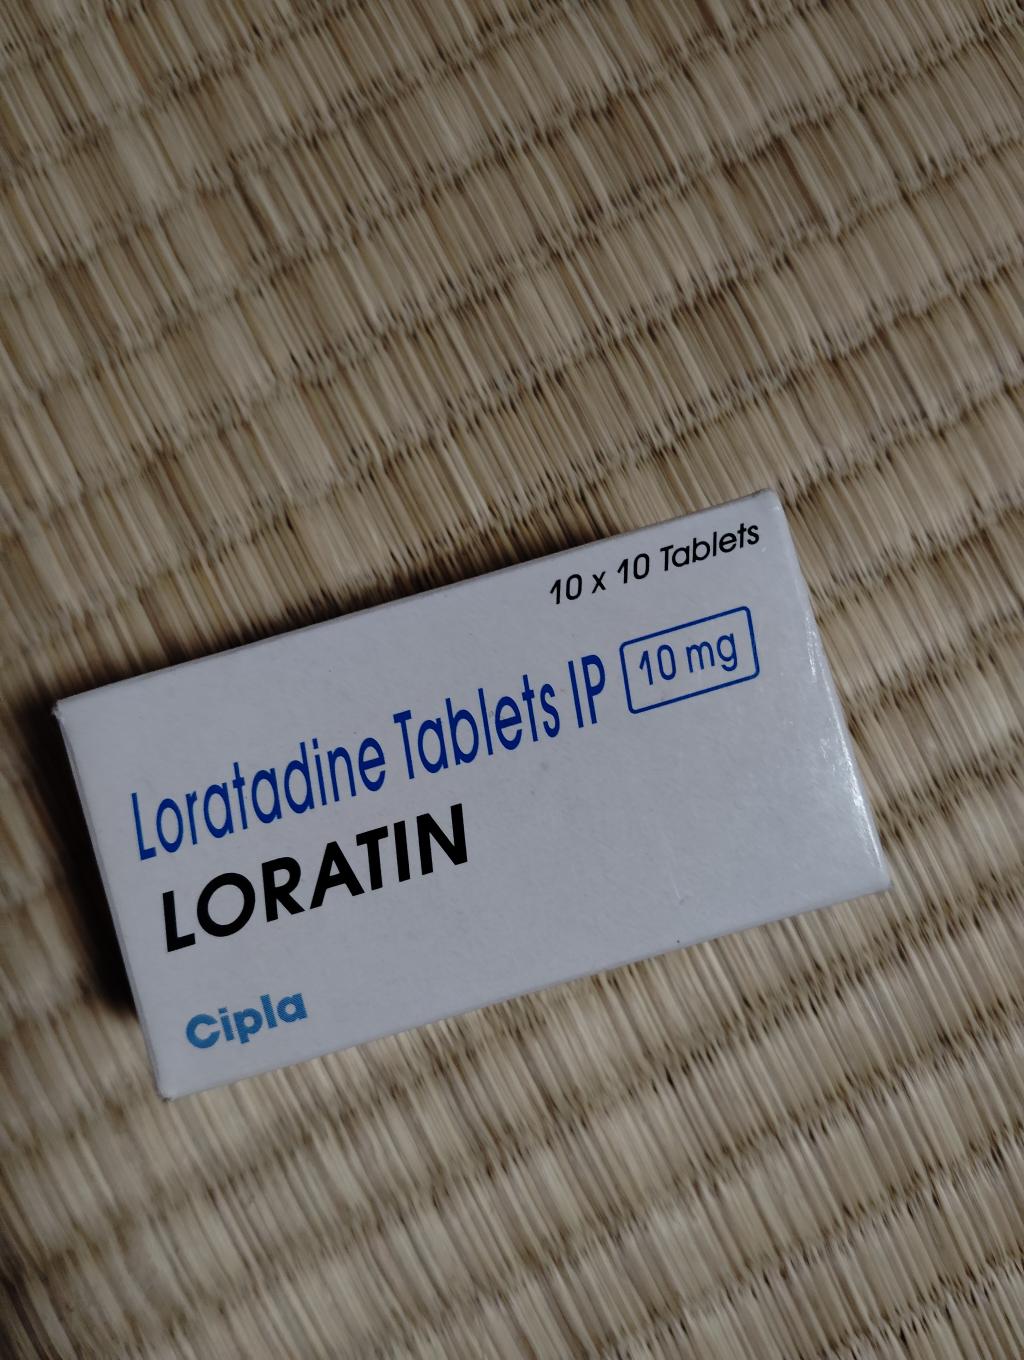 10 x 10 Tablets
Loratadine Tablets IP 10 mg
LORATIN
Cipla